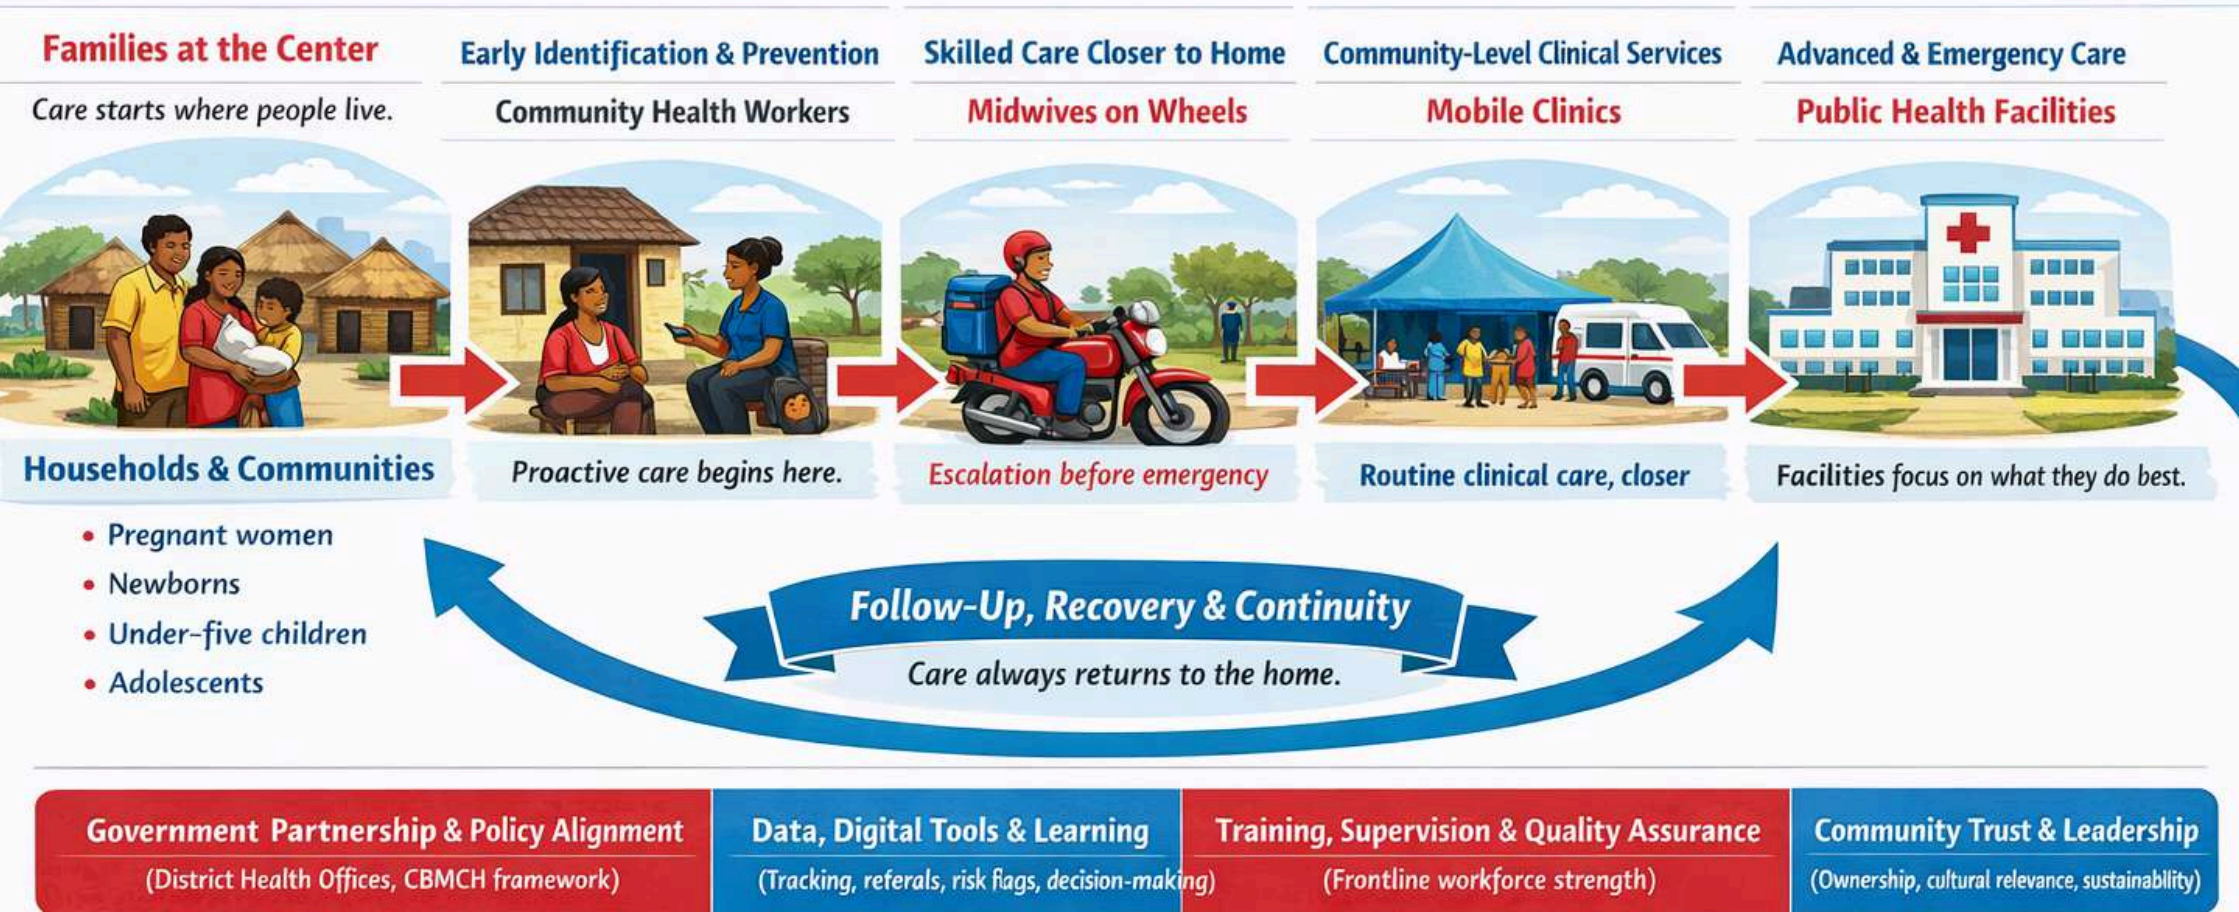 Families at the Center
Care starts where people live.
Households & Communities
• Pregnant women
• Newborns
• Under-five children
• Adolescents
Early Identification & Prevention
Community Health Workers
Proactive care begins here.
Skilled Care Closer to Home
Midwives on Wheels
Escalation before emergency
Community-Level Clinical Services
Mobile Clinics
Routine clinical care, closer
Advanced & Emergency Care
Public Health Facilities
Facilities focus on what they do best.
Follow-Up, Recovery & Continuity
Care always returns to the home.
Government Partnership & Policy Alignment
(District Health Offices, CBMCH framework)
Data, Digital Tools & Learning
(Tracking, referrals, risk flags, decision-making)
Training, Supervision & Quality Assurance
(Frontline workforce strength)
Community Trust & Leadership
(Ownership, cultural relevance, sustainability)